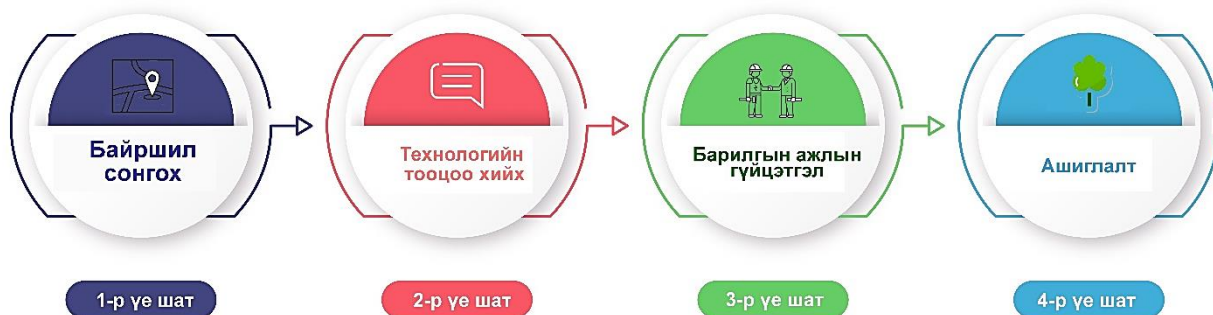 Байршил
сонгох
Технологийн
тооцоо хийх
Барилгын ажлын
гүйцэтгэл
Ашиглалт
1-р үе шат
2-р үе шат
3-р үе шат
4-р үе шат